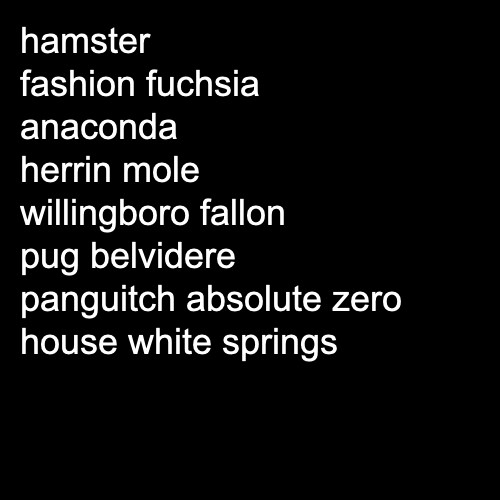 hamster
fashion fuchsia
anaconda
herrin mole
willingboro fallon
pug belvidere
panguitch absolute zero
house white springs